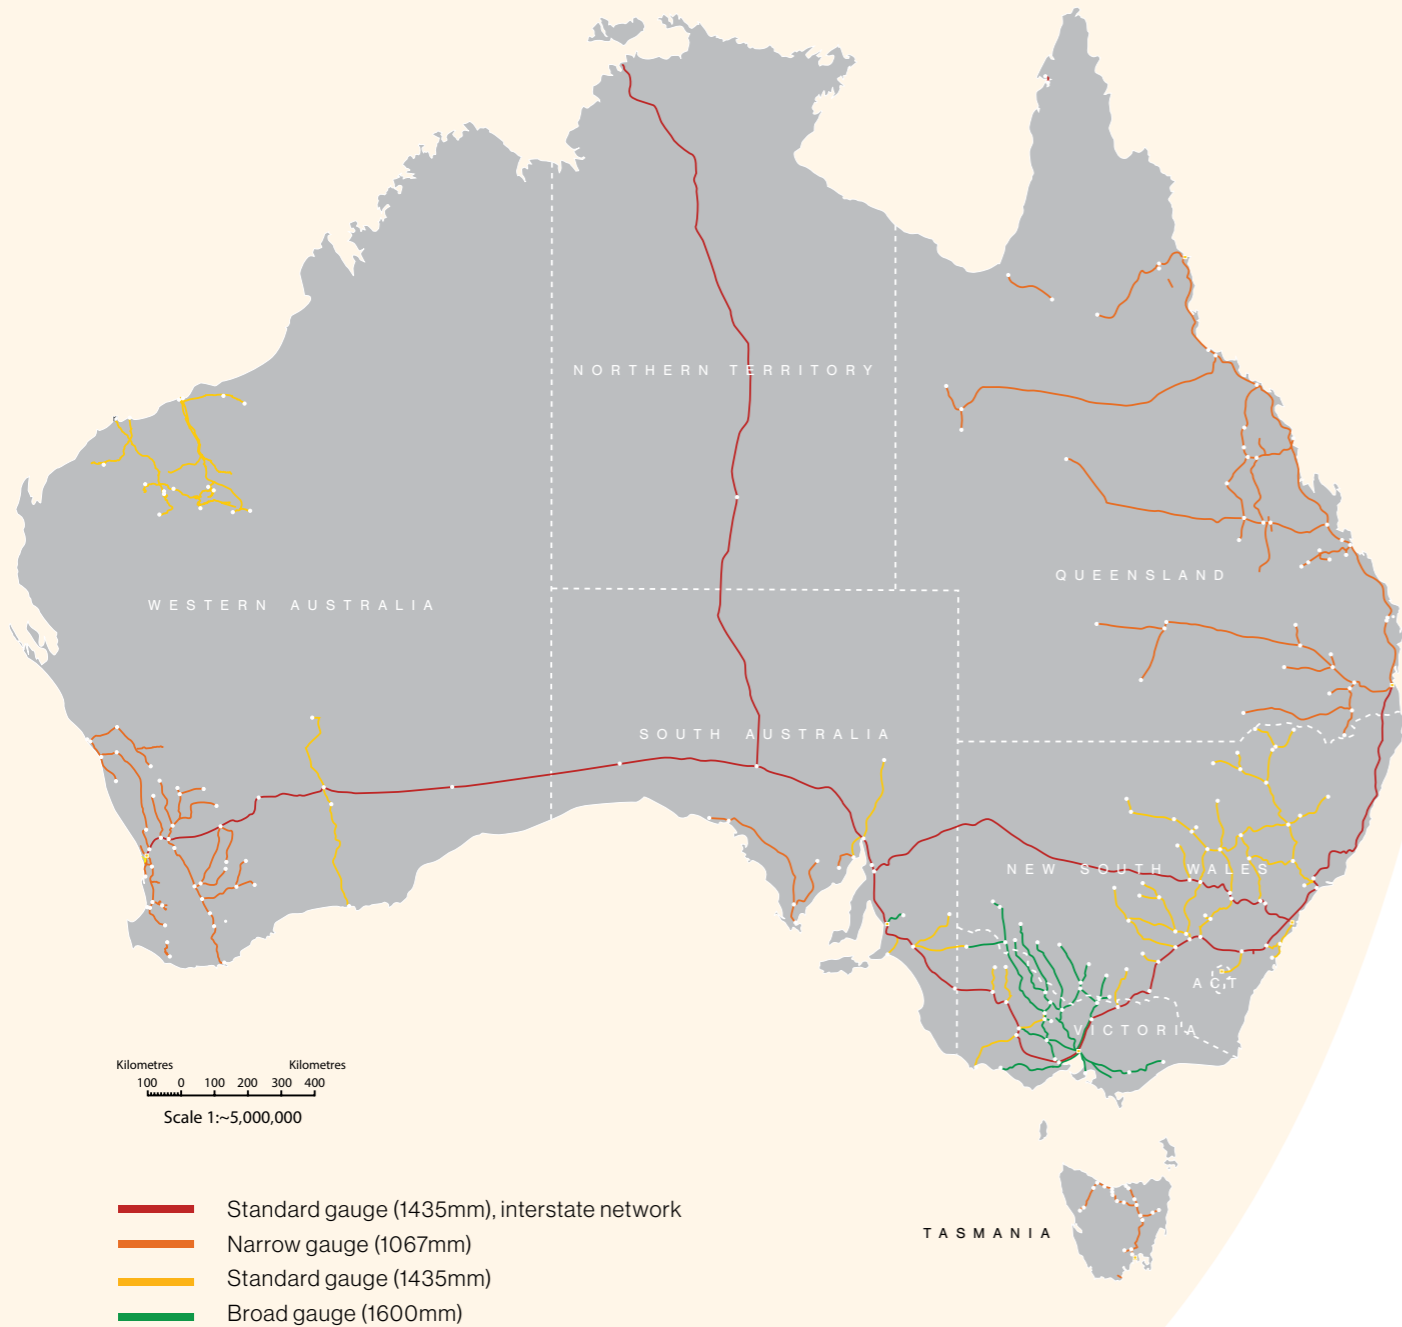 NORTHERN TERRITORY
QUEENSLAND
WESTERN AUSTRALIA
SOUTH AUSTRALIA
NEW SOUTH WALES
ACT
VICTORIA
Kilometres Kilometres
100 0 100 200 300 400
Scale 1:~5,000,000
Standard gauge (1435mm), interstate network
TASMANIA
Narrow gauge (1067mm)
Standard gauge (1435mm)
Broad gauge (1600mm)